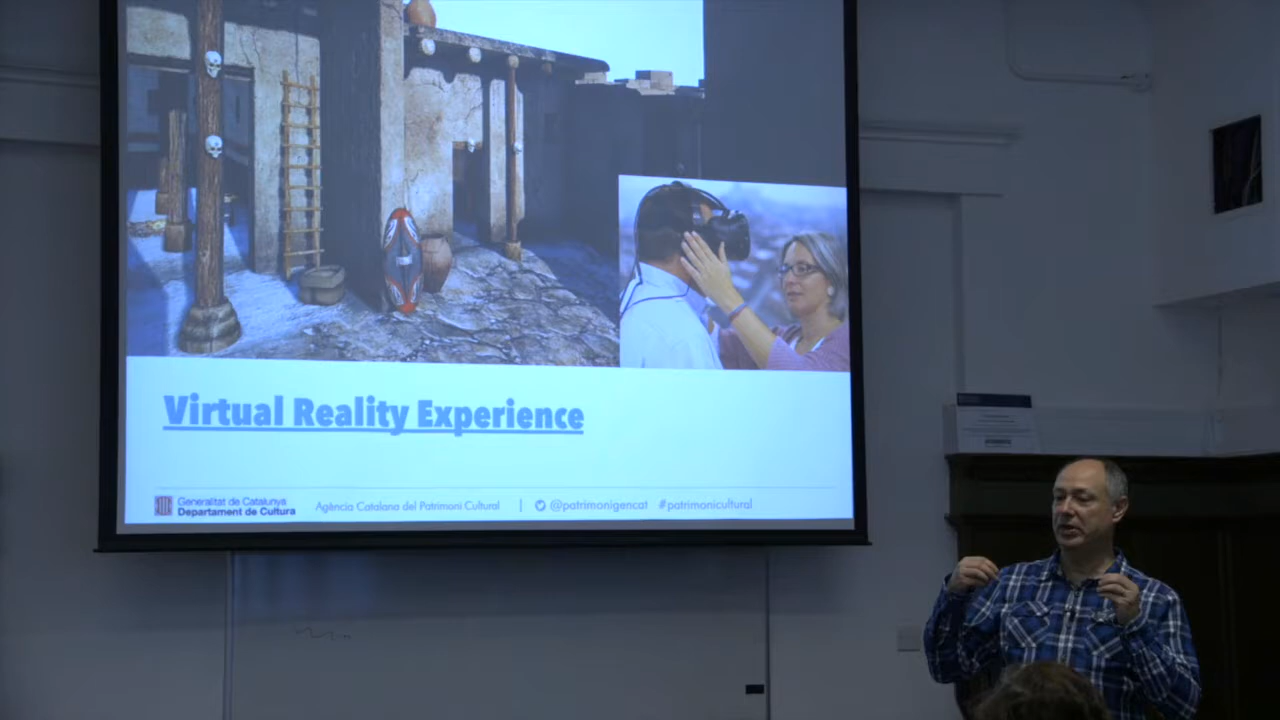 Virtual Reality Experience
Generalitat de Catalunya
Departament de Cultura
Agència Catalana del Patrimoni Cultural | @patrimonigencat #patrimonicultural